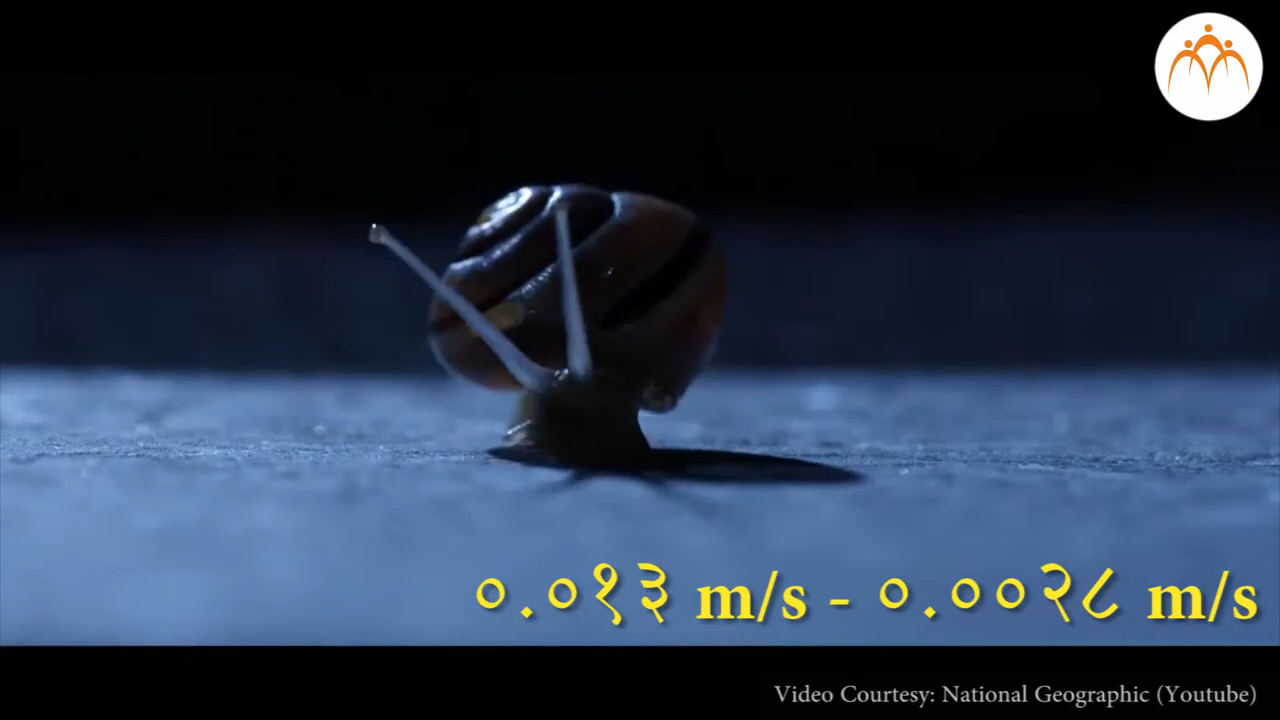 ०.०१३ m/s - ०.००२८ m/s
Video Courtesy: National Geographic (Youtube)